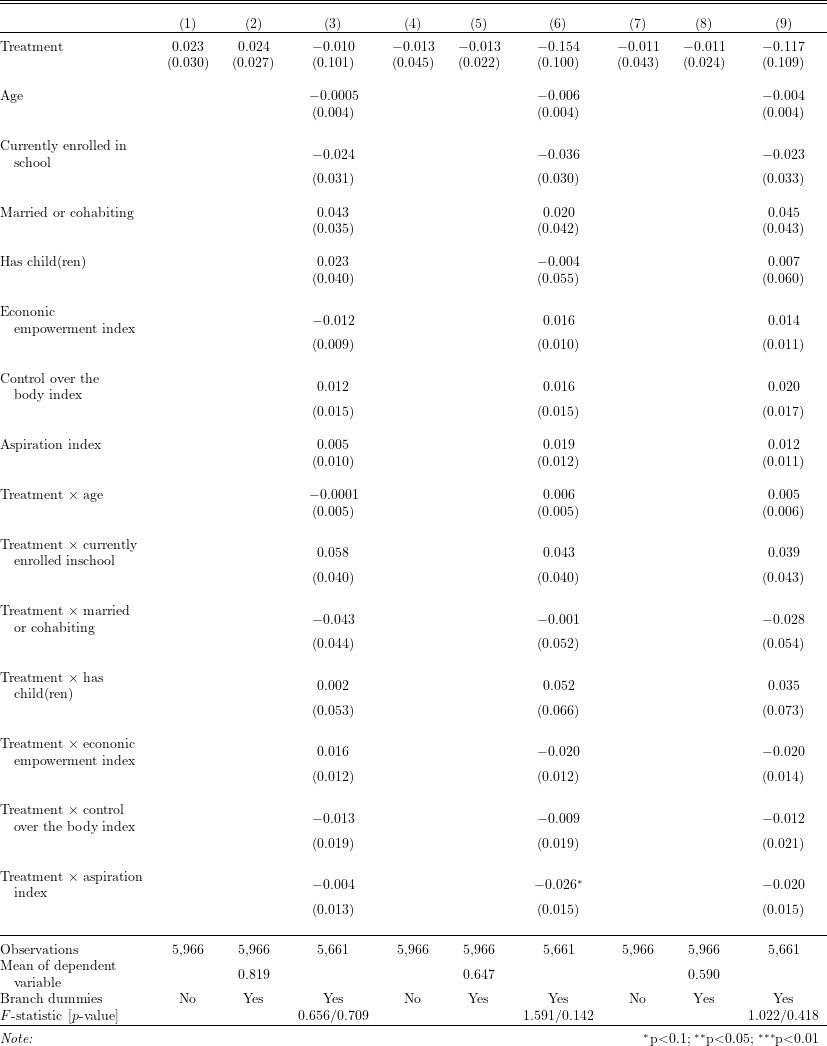 (1) (2) (3) (4) (5) (6) (7) (8) (9)
Treatment 0.023 0.024 −0.010 −0.013 −0.013 −0.154 −0.011 −0.011 −0.117
(0.030) (0.027) (0.101) (0.045) (0.022) (0.100) (0.043) (0.024) (0.109)
Age −0.0005 −0.006 −0.004
(0.004) (0.004) (0.004)
Currently enrolled in
school −0.024 −0.036 −0.023
(0.031) (0.030) (0.033)
Married or cohabiting 0.043 0.020 0.045
(0.035) (0.042) (0.043)
Has child(ren) 0.023 −0.004 0.007
(0.040) (0.055) (0.060)
Econonic
empowerment index −0.012 0.016 0.014
(0.009) (0.010) (0.011)
Control over the
body index 0.012 0.016 0.020
(0.015) (0.015) (0.017)
Aspiration index 0.005 0.019 0.012
(0.010) (0.012) (0.011)
Treatment × age −0.0001 0.006 0.005
(0.005) (0.005) (0.006)
Treatment × currently
enrolled inschool 0.058 0.043 0.039
(0.040) (0.040) (0.043)
Treatment × married
or cohabiting −0.043 −0.001 −0.028
(0.044) (0.052) (0.054)
Treatment × has
child(ren) 0.002 0.052 0.035
(0.053) (0.066) (0.073)
Treatment × econonic
empowerment index 0.016 −0.020 −0.020
(0.012) (0.012) (0.014)
Treatment × control
over the body index −0.013 −0.009 −0.012
(0.019) (0.019) (0.021)
Treatment × aspiration
index −0.004 −0.026* −0.020
(0.013) (0.015) (0.015)
Observations 5,966 5,966 5,661 5,966 5,966 5,661 5,966 5,966 5,661
Mean of dependent
variable 0.819 0.647 0.590
Branch dummies No Yes Yes No Yes Yes No Yes Yes
F-statistic [p-value] 0.656/0.709 1.591/0.142 1.022/0.418
Note: *p<0.1; **p<0.05; ***p<0.01